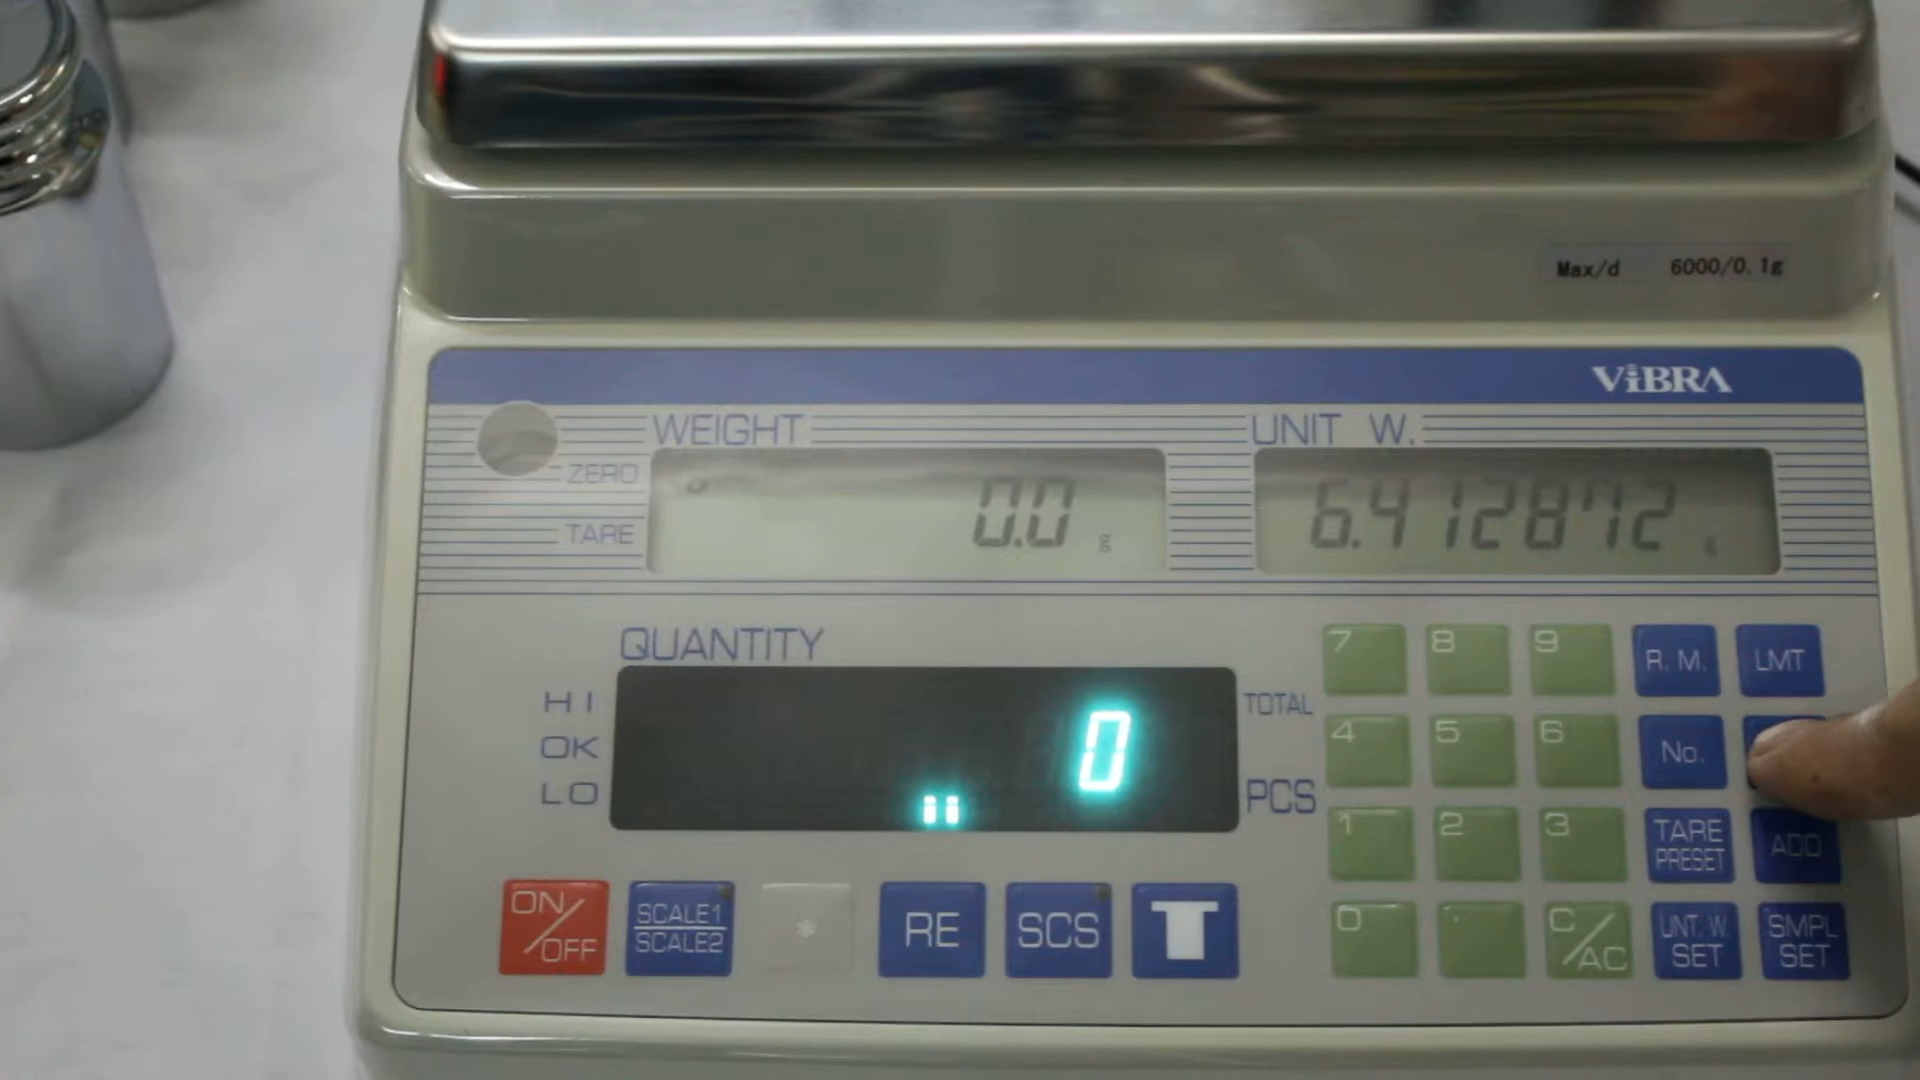 Max/d 6000/0.1g
ViBRA
WEIGHT
UNIT W.
ZERO
TARE
0.0 g
6.412872 g
QUANTITY
HI
OK
LO
0
TOTAL
PCS
7 8 9 R.M. LMT
4 5 6 No.
1 2 3 TARE PRESET ADD
0 . C/AC UNT.W. SET SMPL SET
ON/OFF
SCALE1
SCALE2
*
RE
SCS
T